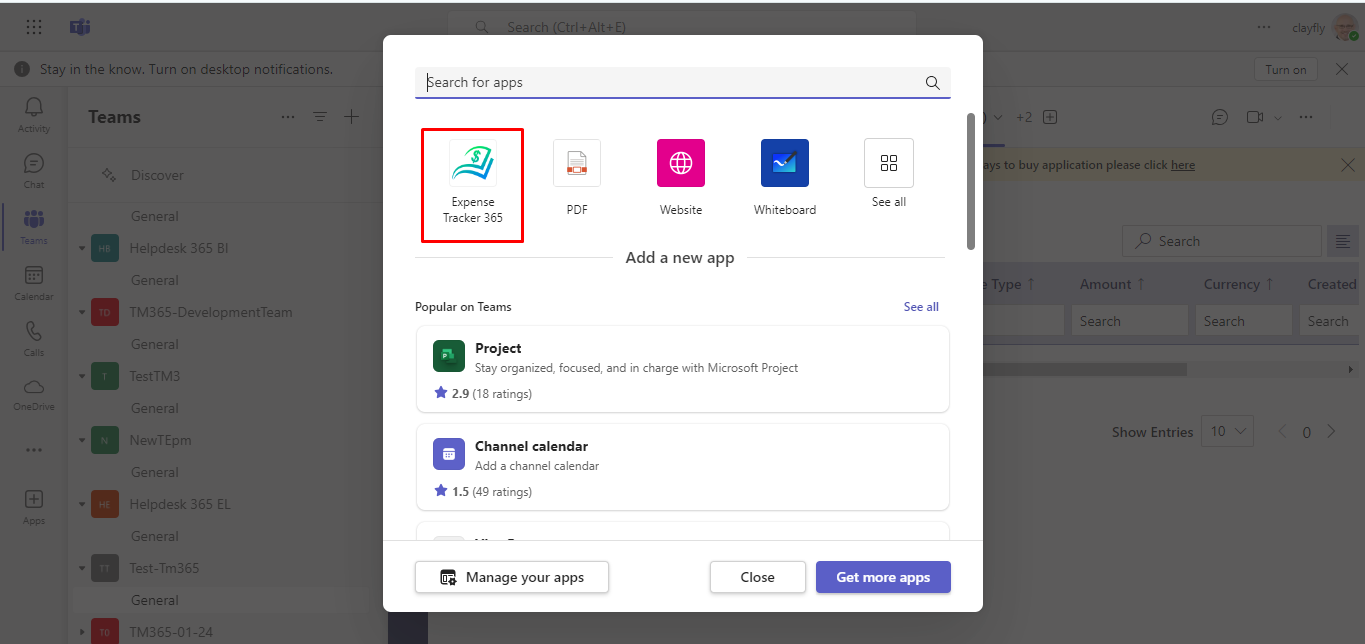 Search (Ctrl+Alt+E)
clayfly
Stay in the know. Turn on desktop notifications.
Turn on
Activity
Chat
Teams
Calendar
Calls
OneDrive
Apps
Teams
Discover
General
HB Helpdesk 365 BI
General
TD TM365-DevelopmentTeam
General
T TestTM3
General
N NewTEpm
General
HE Helpdesk 365 EL
General
TT Test-Tm365
General
T0 TM365-01-24
Search for apps
Expense
Tracker 365
PDF
Website
Whiteboard
See all
Add a new app
Popular on Teams
See all
Project
Stay organized, focused, and in charge with Microsoft Project
2.9 (18 ratings)
Channel calendar
Add a channel calendar
1.5 (49 ratings)
Manage your apps
Close
Get more apps
+2
ays to buy application please click here
Search
e Type Amount Currency Created
Search Search Search
Show Entries 10 0